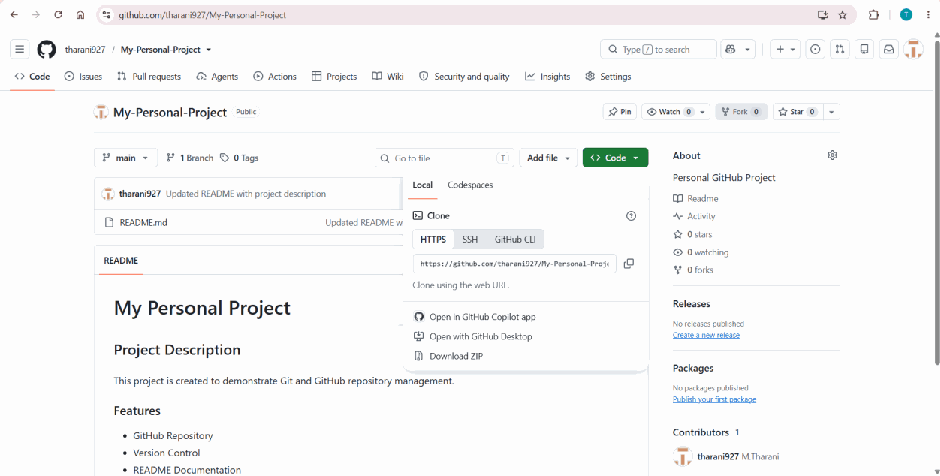 github.com/tharani927/My-Personal-Project
tharani927 / My-Personal-Project
Type / to search
Code Issues Pull requests Agents Actions Projects Wiki Security and quality Insights Settings
My-Personal-Project Public
Pin Watch 0 Fork 0 Star 0
main 1 Branch 0 Tags Go to file T Add file Code
About
Personal GitHub Project
Readme
Activity
0 stars
0 watching
0 forks
tharani927 Updated README with project description
README.md Updated README w
Local Codespaces
Clone
HTTPS SSH GitHub CLI
https://github.com/tharani927/My-Personal-Proje
Clone using the web URL.
Open in GitHub Copilot app
Open with GitHub Desktop
Download ZIP
README
My Personal Project
Project Description
This project is created to demonstrate Git and GitHub repository management.
Features
GitHub Repository
Version Control
README Documentation
Releases
No releases published
Create a new release
Packages
No packages published
Publish your first package
Contributors 1
tharani927 M.Tharani